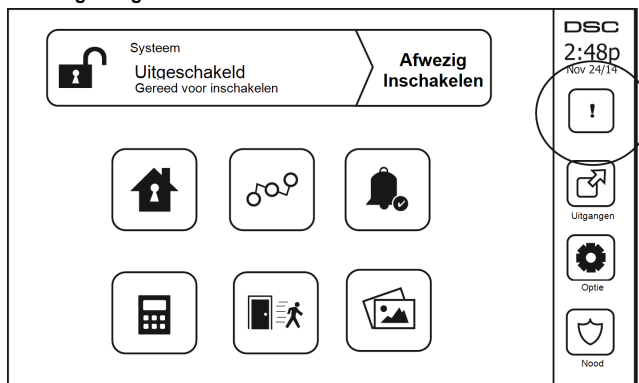 Systeem
Uitgeschakeld
Gereed voor inschakelen
Afwezig
Inschakelen
DSC
2:48p
Nov 24/14
!
Uitgangen
Optie
Nood